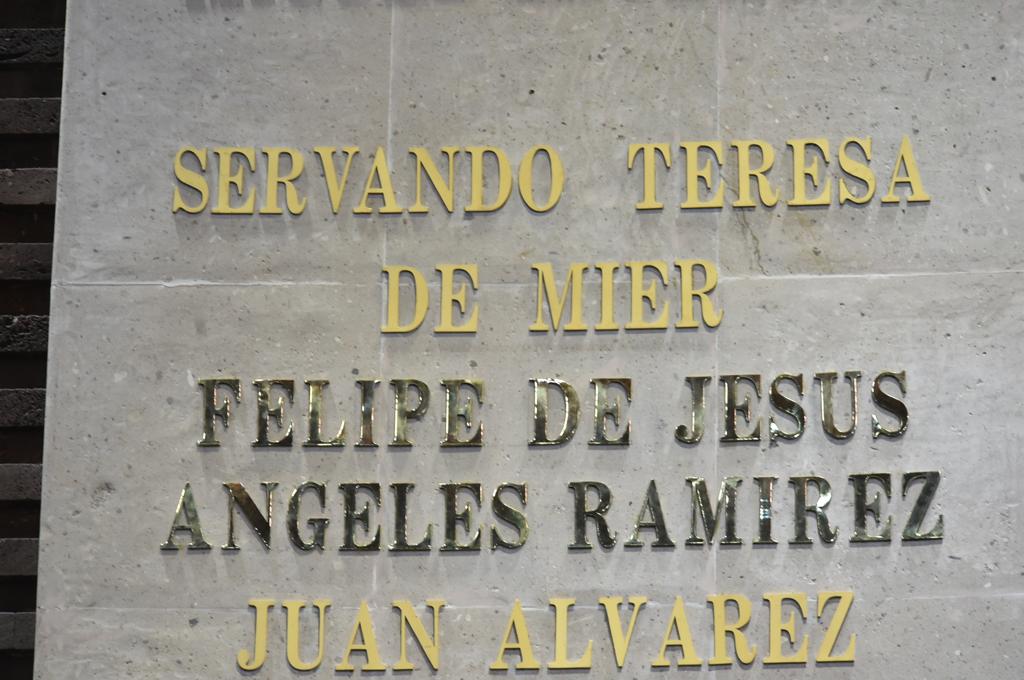 SERVANDO TERESA
DE MIER
FELIPE DE JESUS
ANGELES RAMIREZ
JUAN ALVAREZ